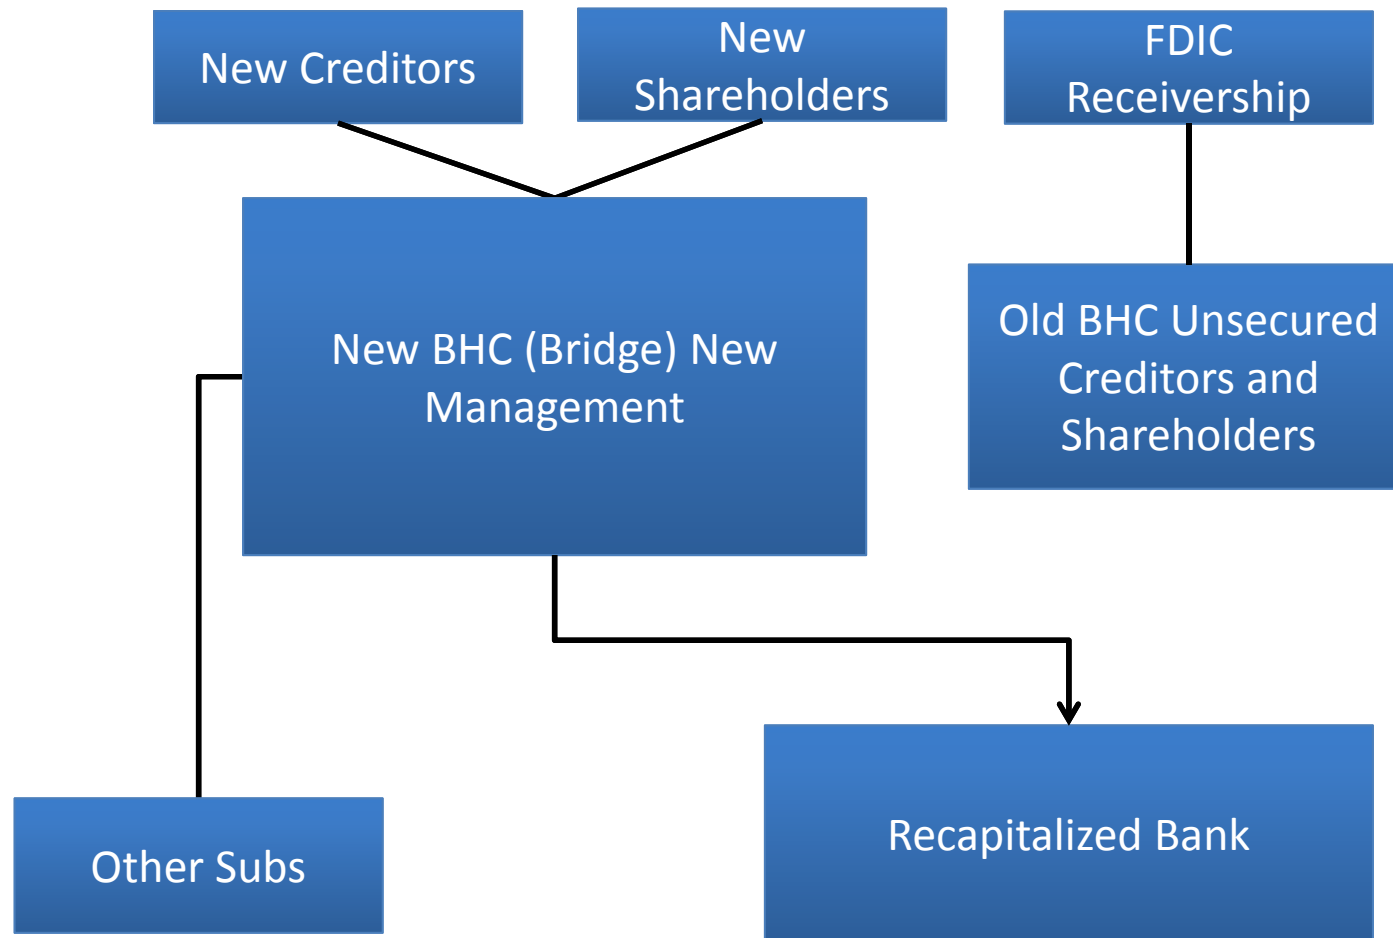 New Creditors
New
Shareholders
FDIC
Receivership
New BHC (Bridge) New
Management
Old BHC Unsecured
Creditors and
Shareholders
Other Subs
Recapitalized Bank